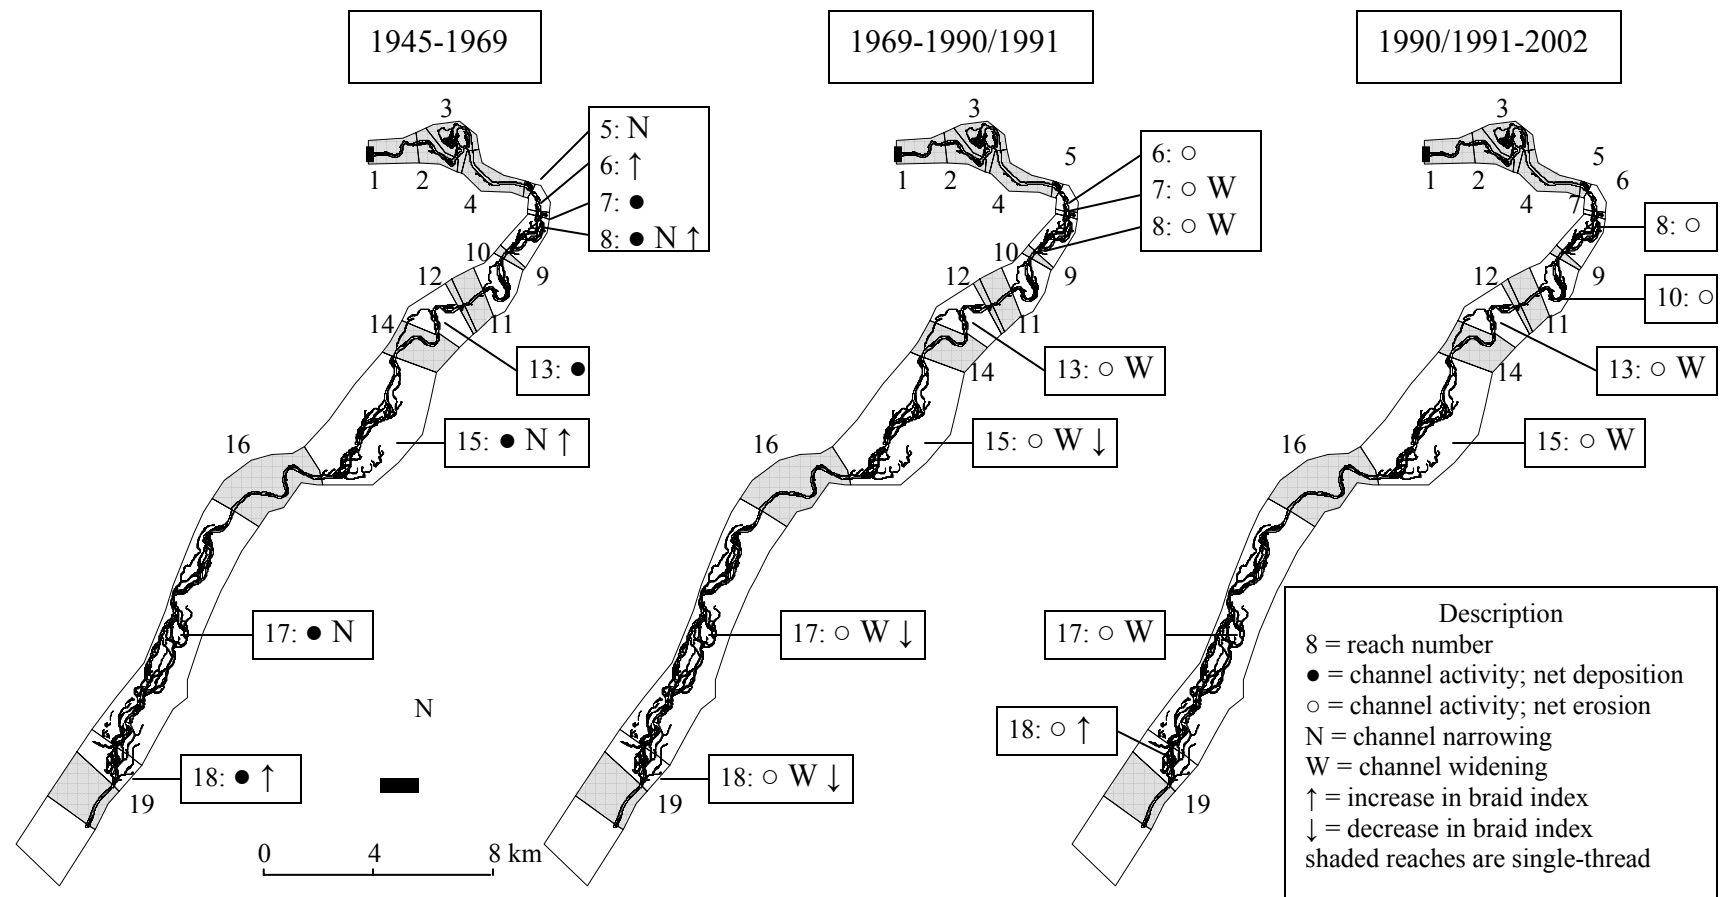 1945-1969
3
5: N
6: ↑
7: ●
8: ● N ↑
1
2
4
10
9
12
11
14
13: ●
16
15: ● N ↑
17: ● N
N
18: ● ↑
19
0 4 8 km
1969-1990/1991
3
5
6: ○
7: ○ W
8: ○ W
1
2
4
10
9
12
11
13: ○ W
14
15: ○ W ↓
16
17: ○ W ↓
18: ○ W ↓
19
1990/1991-2002
3
5
6
1
2
4
7
8: ○
9
12
10: ○
11
13: ○ W
14
15: ○ W
16
17: ○ W
18: ○ ↑
19
Description
8 = reach number
● = channel activity; net deposition
○ = channel activity; net erosion
N = channel narrowing
W = channel widening
↑ = increase in braid index
↓ = decrease in braid index
shaded reaches are single-thread